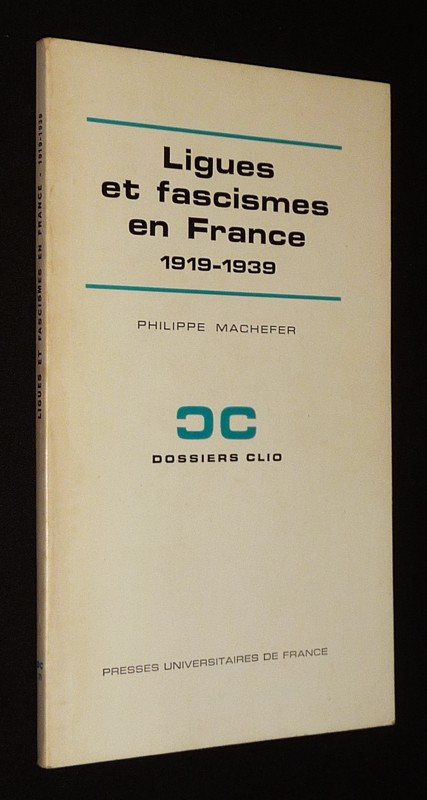 Ligues
et fascismes
en France
1919-1939
PHILIPPE MACHEFER
DOSSIERS CLIO
PRESSES UNIVERSITAIRES DE FRANCE
LIGUES ET FASCISMES EN FRANCE - 1919-1939